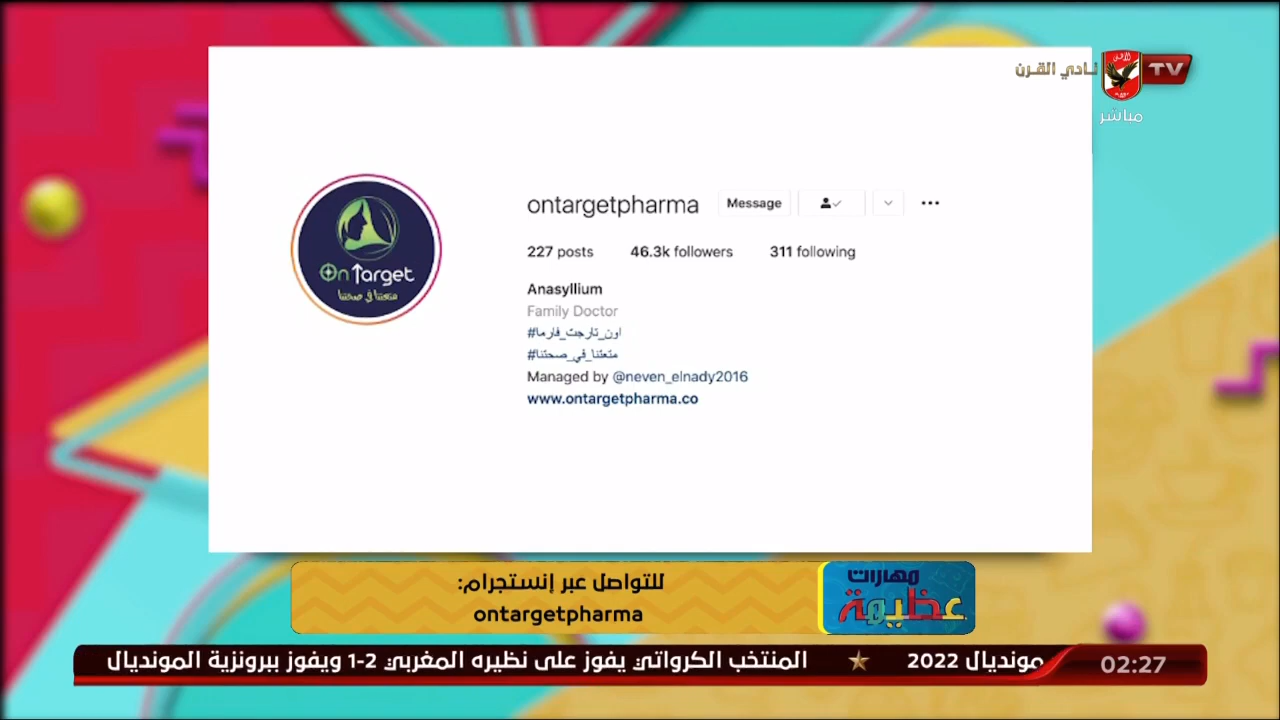 نادي القرن
الأهلي
TV
مباشر
ontargetpharma
Message
227 posts
46.3k followers
311 following
Anasyllium
Family Doctor
#اون_تارجت_فارما
#متعتنا_في_صحتنا
Managed by @neven_elnady2016
www.ontargetpharma.co
On Target
متعتنا في صحتنا
للتواصل عبر إنستجرام:
ontargetpharma
مهارات
عظيمة
مونديال 2022 ★ المنتخب الكرواتي يفوز على نظيره المغربي 2-1 ويفوز ببرونزية المونديال
02:27